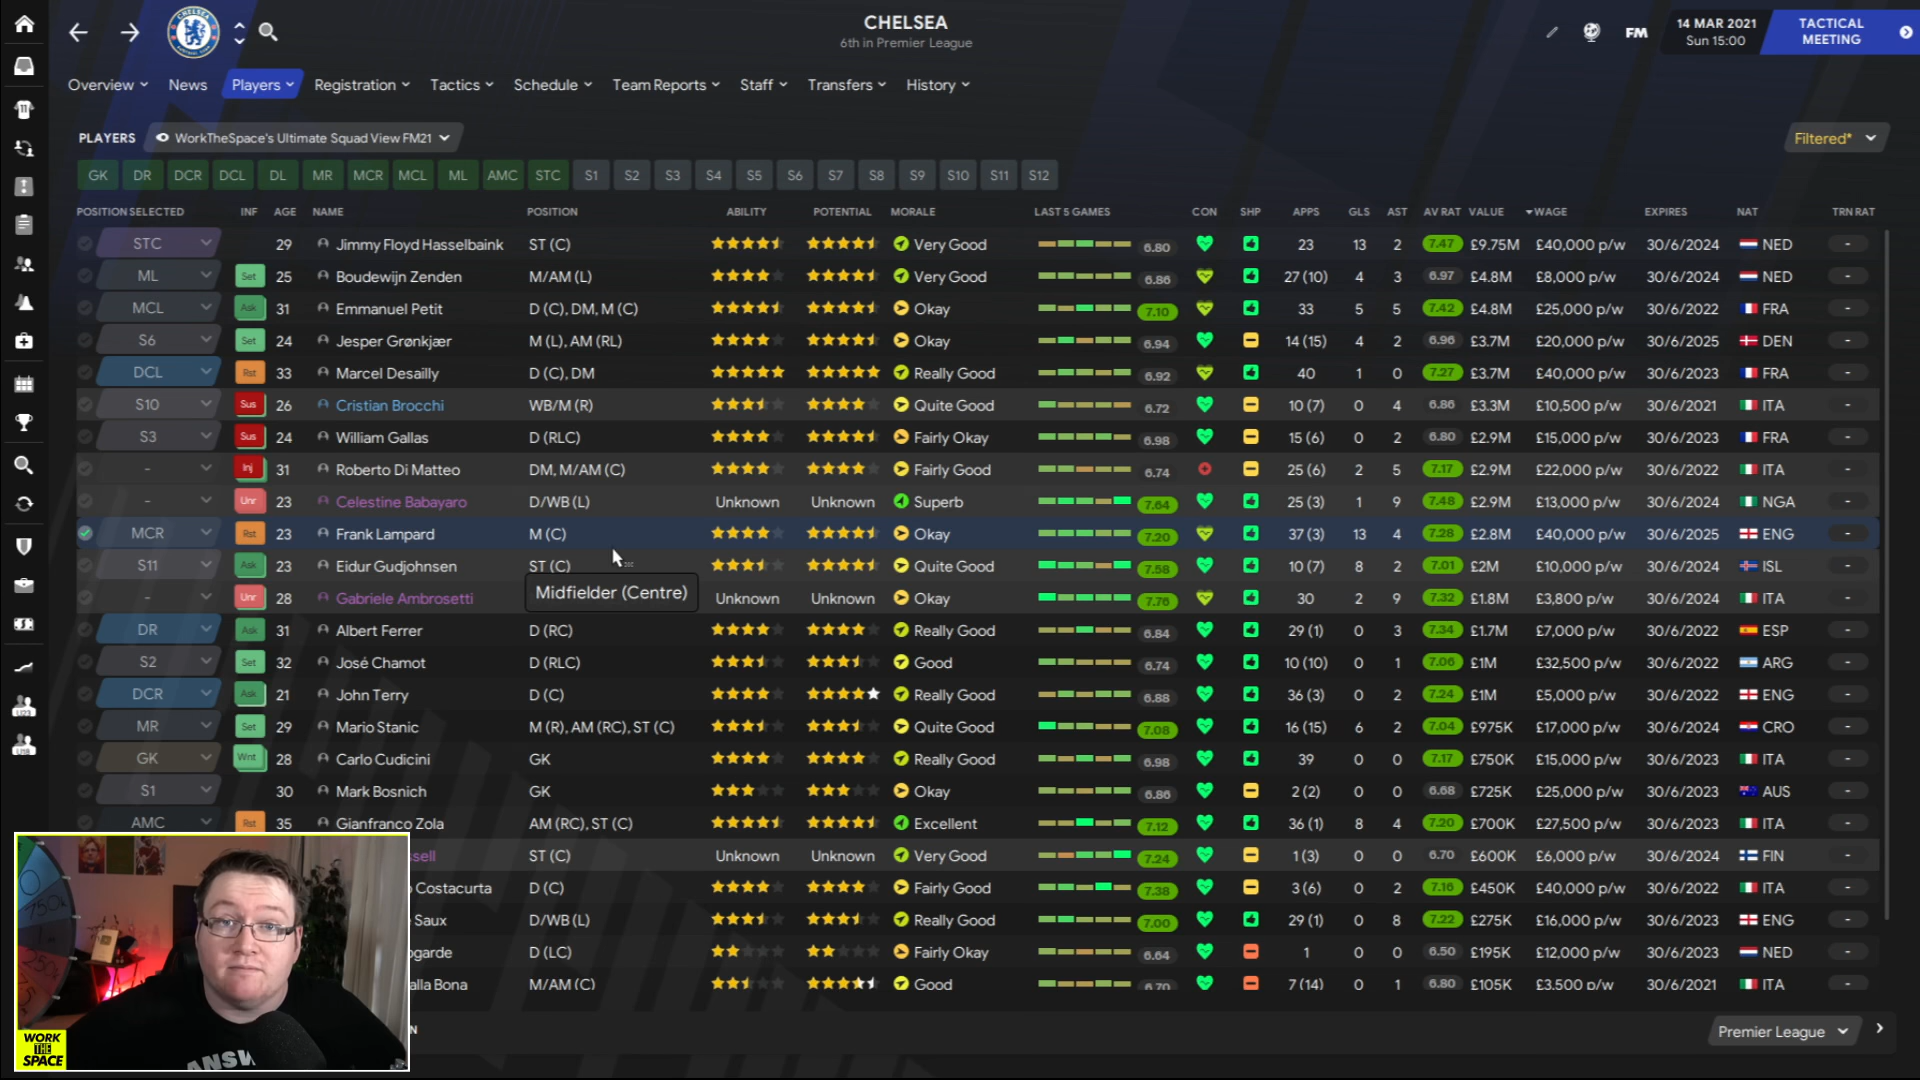 CHELSEA
6th in Premier League
FM
14 MAR 2021
Sun 15:00
TACTICAL
MEETING
Overview News Players Registration Tactics Schedule Team Reports Staff Transfers History
PLAYERS WorkTheSpace's Ultimate Squad View FM21 Filtered*
GK DR DCR DCL DL MR MCR MCL ML AMC STC S1 S2 S3 S4 S5 S6 S7 S8 S9 S10 S11 S12
POSITION SELECTED INF AGE NAME POSITION ABILITY POTENTIAL MORALE LAST 5 GAMES CON SHP APPS GLS AST AV RAT VALUE WAGE EXPIRES NAT TRN RAT
STC 29 Jimmy Floyd Hasselbaink ST (C) Very Good 6.80 23 13 2 7.47 £9.75M £40,000 p/w 30/6/2024 NED -
ML Set 25 Boudewijn Zenden M/AM (L) Very Good 6.86 27 (10) 4 3 6.97 £4.8M £8,000 p/w 30/6/2024 NED -
MCL Ask 31 Emmanuel Petit D (C), DM, M (C) Okay 7.10 33 5 5 7.42 £4.8M £25,000 p/w 30/6/2022 FRA -
S6 Set 24 Jesper Grønkjær M (L), AM (RL) Okay 6.94 14 (15) 4 2 6.96 £3.7M £20,000 p/w 30/6/2025 DEN -
DCL Rst 33 Marcel Desailly D (C), DM Really Good 6.92 40 1 0 7.27 £3.7M £40,000 p/w 30/6/2023 FRA -
S10 Sus 26 Cristian Brocchi WB/M (R) Quite Good 6.72 10 (7) 0 4 6.86 £3.3M £10,500 p/w 30/6/2021 ITA -
S3 Sus 24 William Gallas D (RLC) Fairly Okay 6.98 15 (6) 0 2 6.80 £2.9M £15,000 p/w 30/6/2023 FRA -
- Inj 31 Roberto Di Matteo DM, M/AM (C) Fairly Good 6.74 25 (6) 2 5 7.17 £2.9M £22,000 p/w 30/6/2022 ITA -
- Unr 23 Celestine Babayaro D/WB (L) Unknown Unknown Superb 7.64 25 (3) 1 9 7.48 £2.9M £13,000 p/w 30/6/2024 NGA -
MCR Rst 23 Frank Lampard M (C) Okay 7.20 37 (3) 13 4 7.28 £2.8M £40,000 p/w 30/6/2025 ENG -
S11 Ask 23 Eidur Gudjohnsen ST (C) Quite Good 7.58 10 (7) 8 2 7.01 £2M £10,000 p/w 30/6/2024 ISL -
Midfielder (Centre)
- Unr 28 Gabriele Ambrosetti Unknown Unknown Okay 7.76 30 2 9 7.32 £1.8M £3,800 p/w 30/6/2024 ITA -
DR Ask 31 Albert Ferrer D (RC) Really Good 6.84 29 (1) 0 3 7.34 £1.7M £7,000 p/w 30/6/2022 ESP -
S2 Set 32 José Chamot D (RLC) Good 6.74 10 (10) 0 1 7.06 £1M £32,500 p/w 30/6/2022 ARG -
DCR Ask 21 John Terry D (C) Really Good 6.88 36 (3) 0 2 7.24 £1M £5,000 p/w 30/6/2022 ENG -
MR Set 29 Mario Stanic M (R), AM (RC), ST (C) Quite Good 7.08 16 (15) 6 2 7.04 £975K £17,000 p/w 30/6/2024 CRO -
GK Wnt 28 Carlo Cudicini GK Really Good 6.98 39 0 0 7.17 £750K £15,000 p/w 30/6/2023 ITA -
S1 30 Mark Bosnich GK Okay 6.86 2 (2) 0 0 6.68 £725K £25,000 p/w 30/6/2023 AUS -
AMC Rst 35 Gianfranco Zola AM (RC), ST (C) Excellent 7.12 36 (1) 8 4 7.20 £700K £27,500 p/w 30/6/2023 ITA -
ssell ST (C) Unknown Unknown Very Good 7.24 1 (3) 0 0 6.70 £600K £6,000 p/w 30/6/2024 FIN -
Costacurta D (C) Fairly Good 7.38 3 (6) 0 2 7.16 £450K £40,000 p/w 30/6/2022 ITA -
Saux D/WB (L) Really Good 7.00 29 (1) 0 8 7.22 £275K £16,000 p/w 30/6/2023 ENG -
ogarde D (LC) Fairly Okay 6.64 1 0 0 6.50 £195K £12,000 p/w 30/6/2023 NED -
alla Bona M/AM (C) Good 6.70 7 (14) 0 1 6.80 £105K £3,500 p/w 30/6/2021 ITA -
N Premier League
WORK
THE
SPACE
ANSW